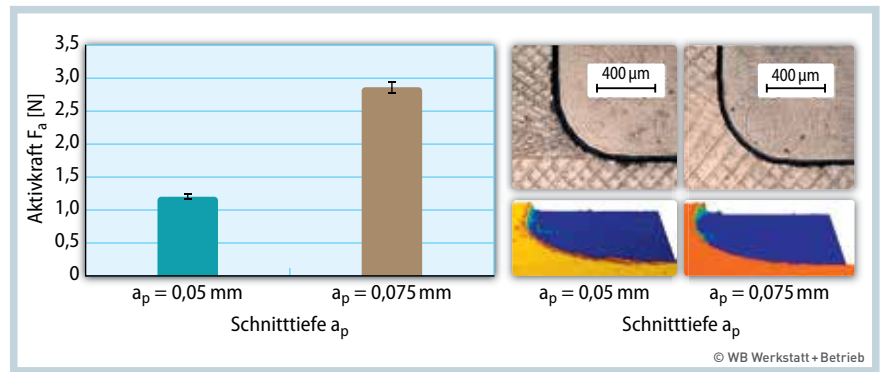 Aktivkraft Fa [N]
3,5
3,0
2,5
2,0
1,5
1,0
0,5
0
ap = 0,05 mm
ap = 0,075 mm
Schnitttiefe ap
400 µm
400 µm
ap = 0,05 mm
ap = 0,075 mm
Schnitttiefe ap
© WB Werkstatt+Betrieb